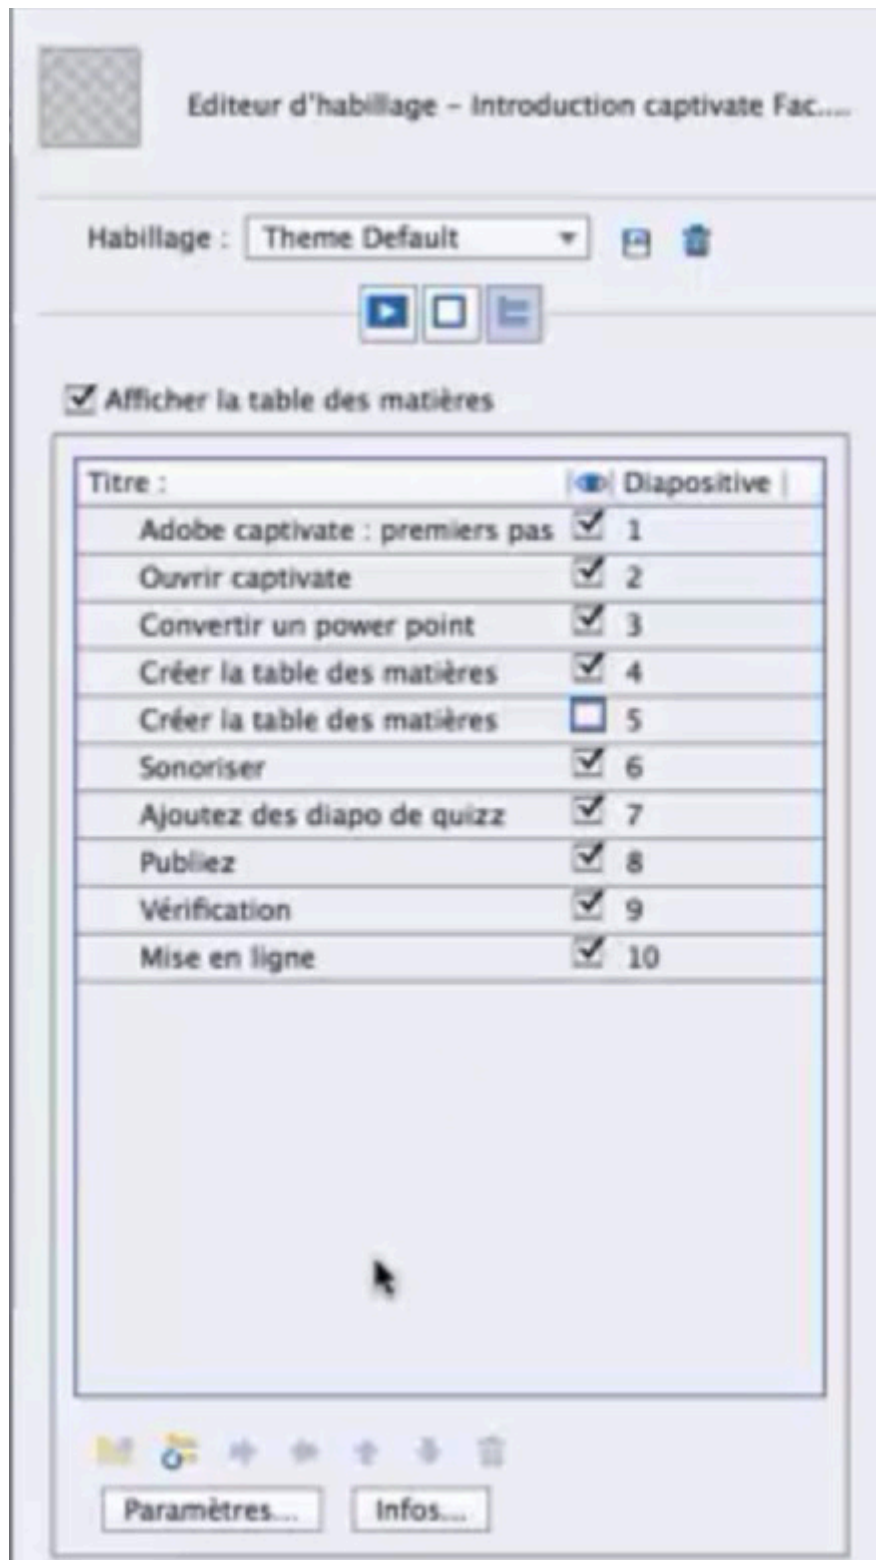 Editeur d'habillage – Introduction captivate Fac....
Habillage : Theme Default
Afficher la table des matières
Titre : Diapositive
Adobe captivate : premiers pas 1
Ouvrir captivate 2
Convertir un power point 3
Créer la table des matières 4
Créer la table des matières 5
Sonoriser 6
Ajoutez des diapo de quizz 7
Publiez 8
Vérification 9
Mise en ligne 10
Paramètres... Infos...